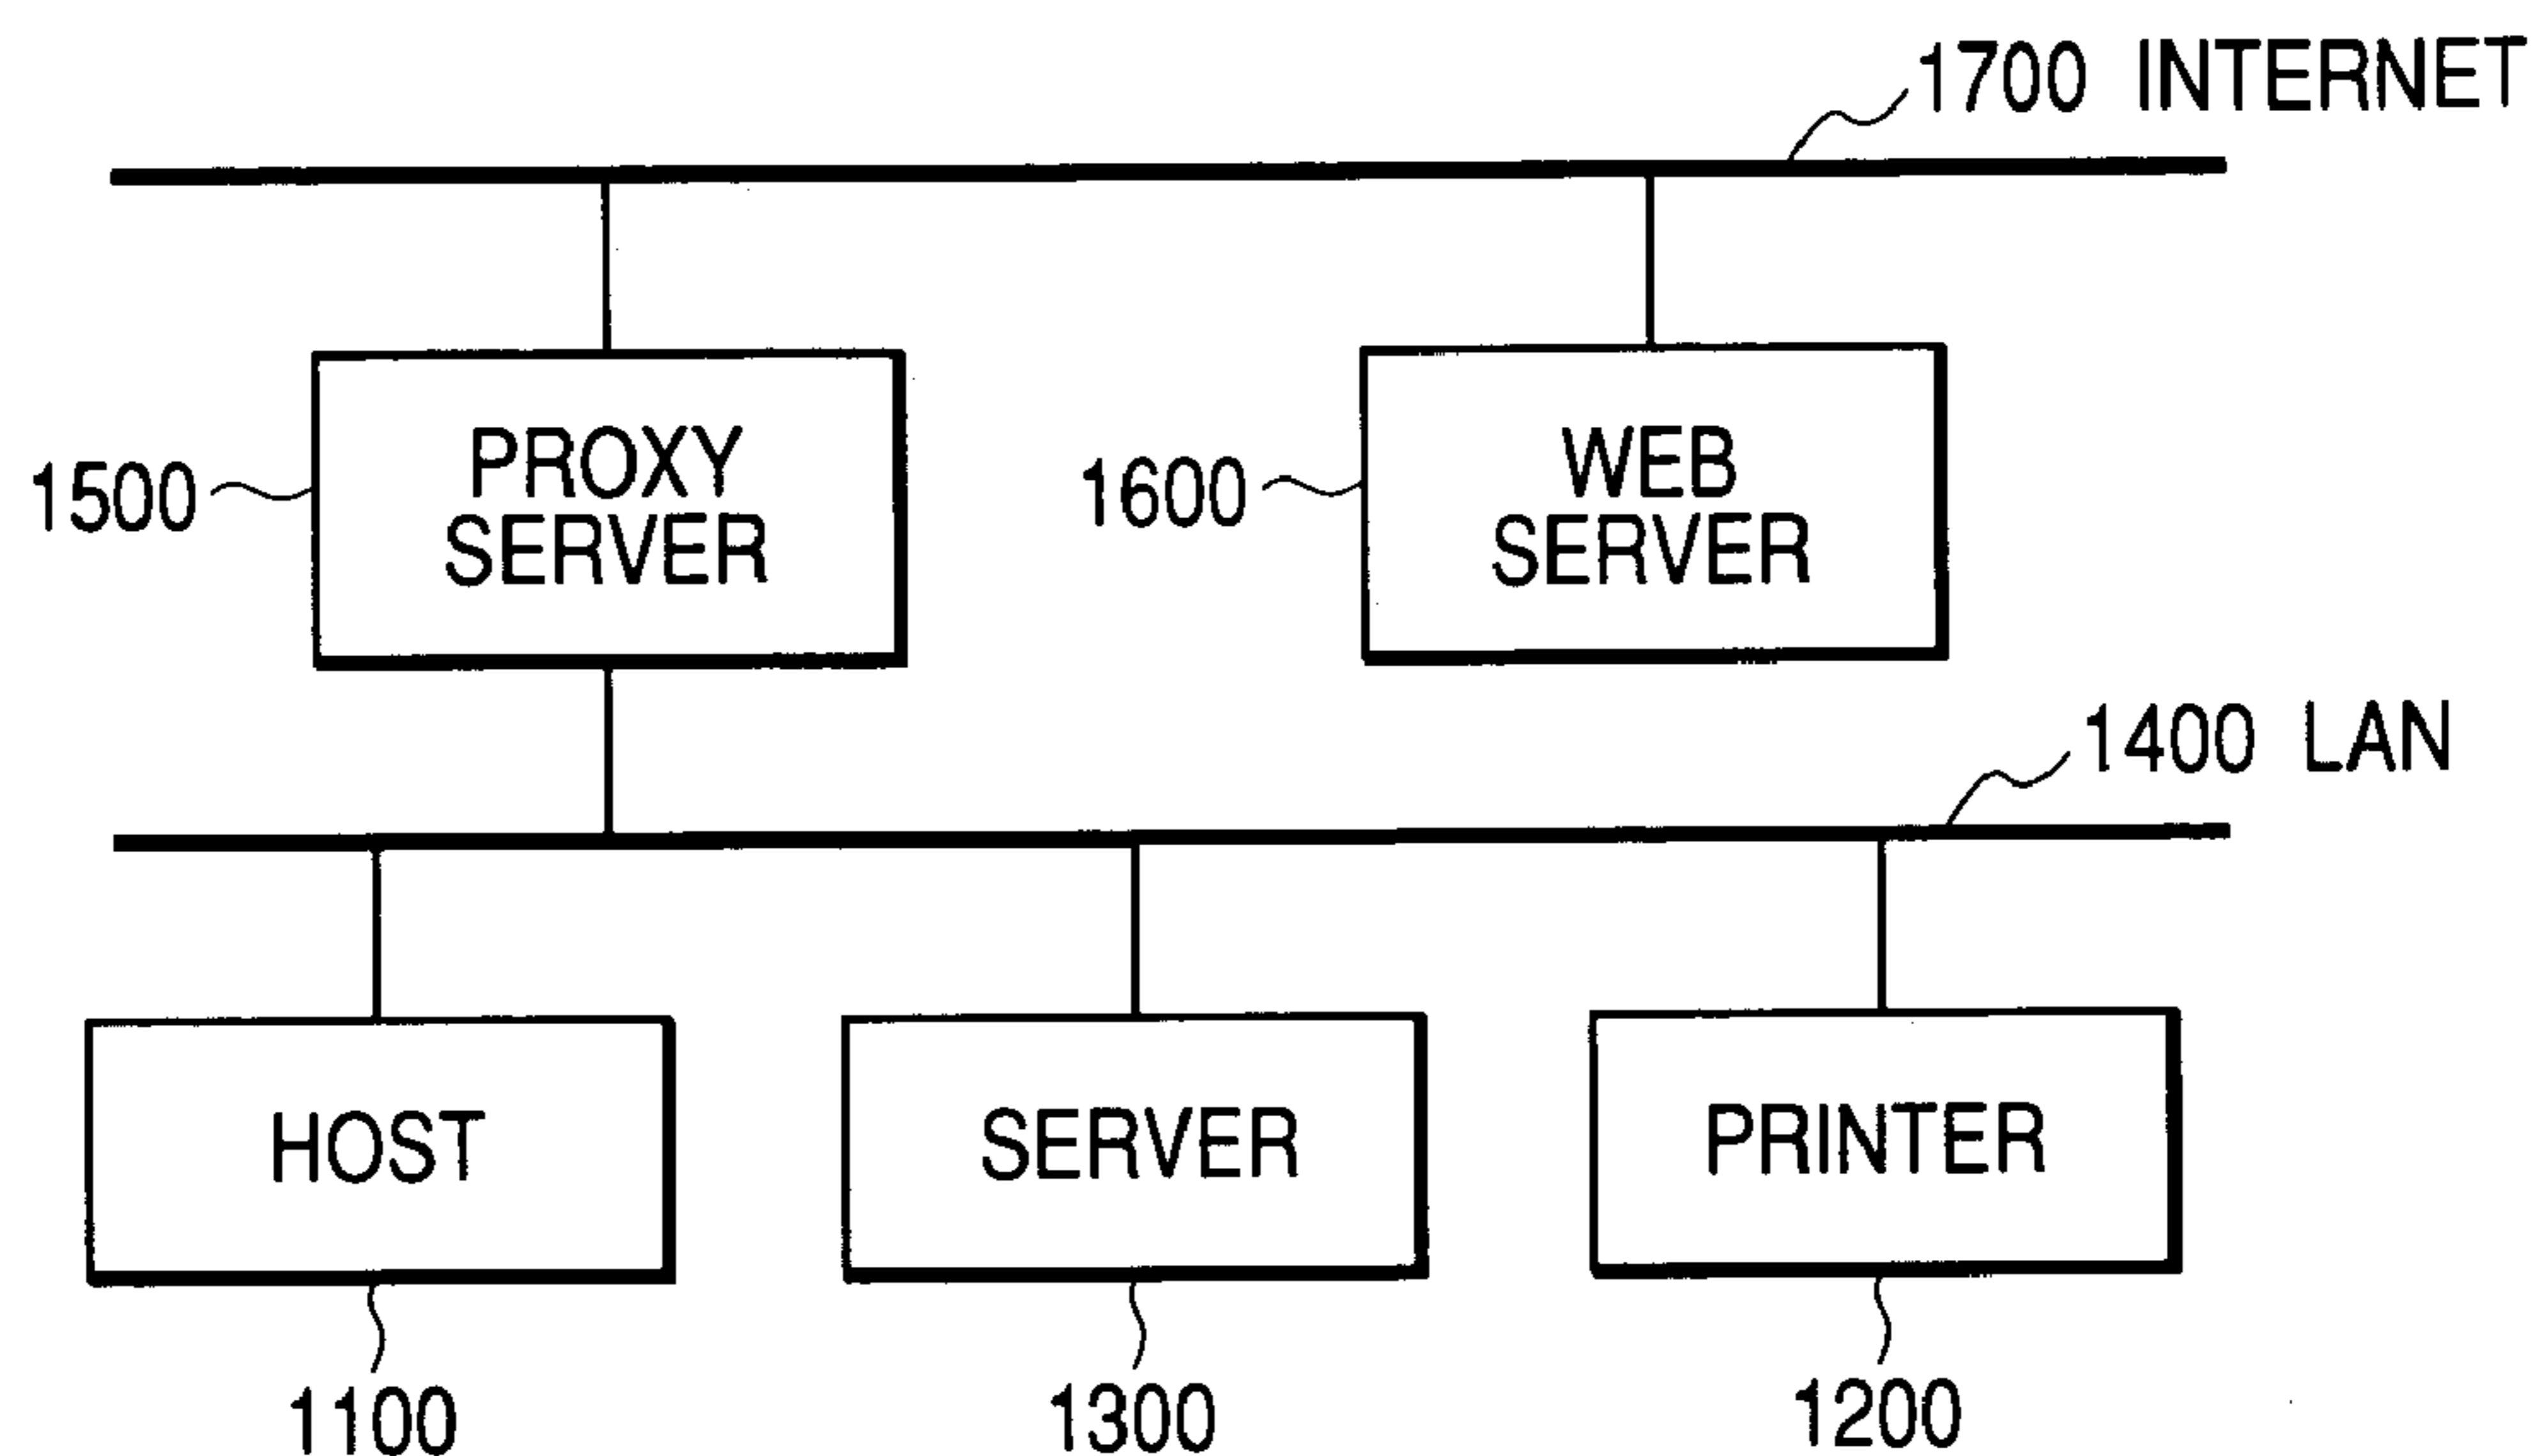 1700 INTERNET
1500
PROXY
SERVER
1600
WEB
SERVER
1400 LAN
HOST
SERVER
PRINTER
1100
1300
1200